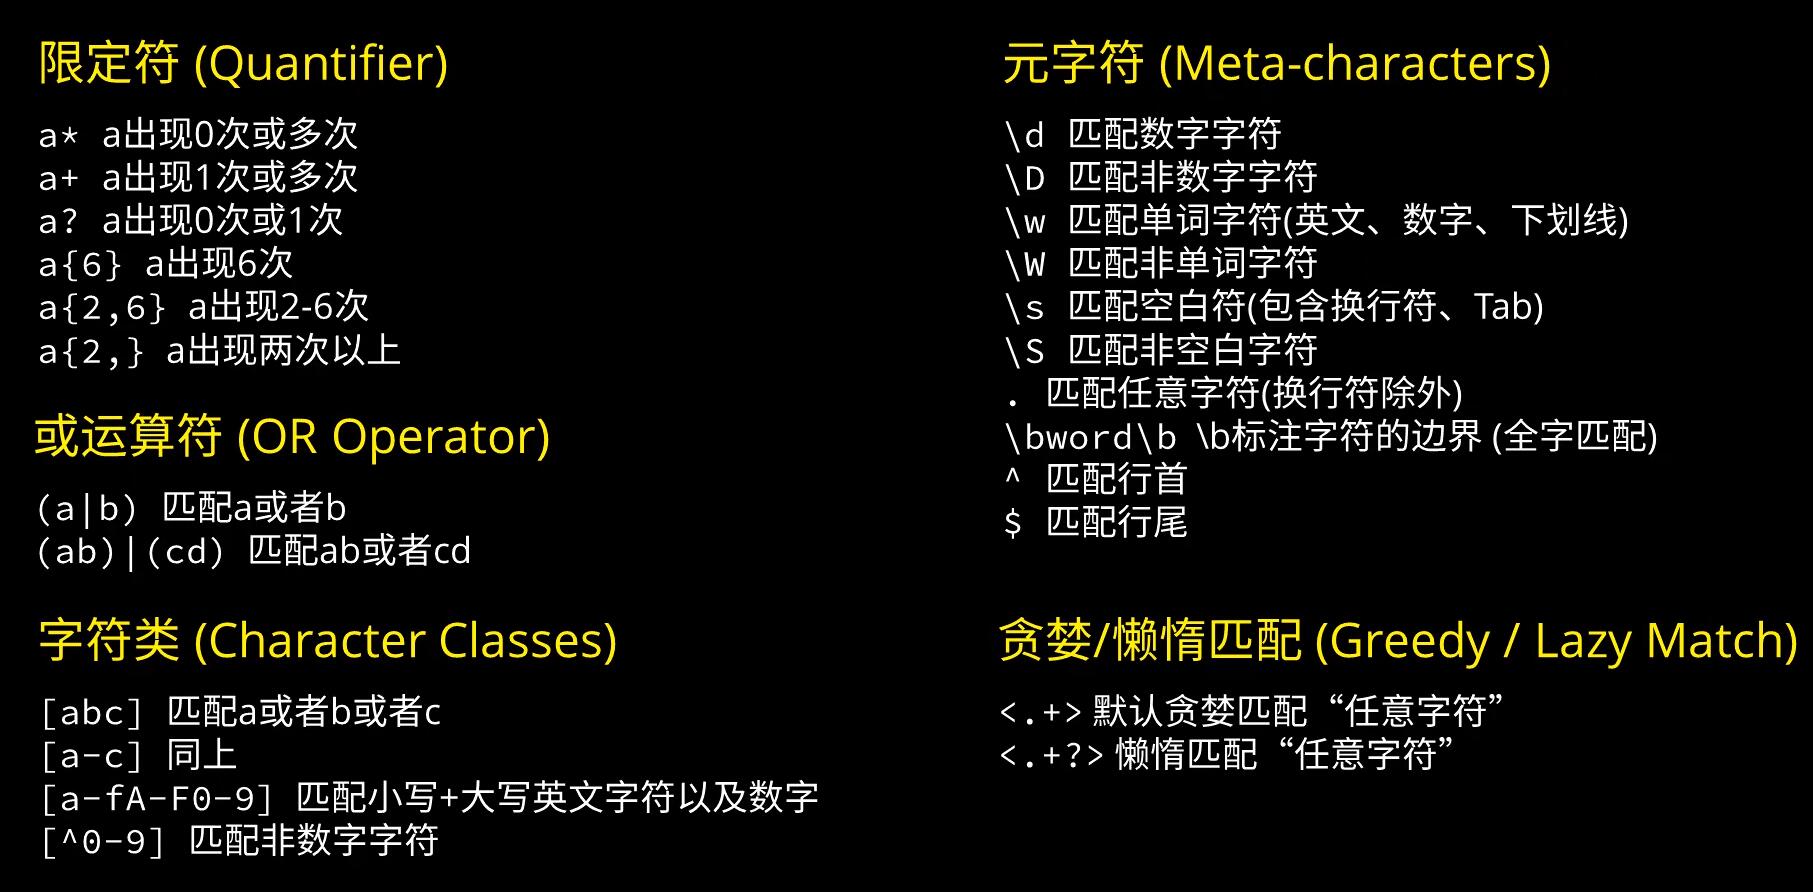 限定符 (Quantifier)
a* a出现0次或多次
a+ a出现1次或多次
a? a出现0次或1次
a{6} a出现6次
a{2,6} a出现2-6次
a{2,} a出现两次以上
或运算符 (OR Operator)
(a|b) 匹配a或者b
(ab)|(cd) 匹配ab或者cd
字符类 (Character Classes)
[abc] 匹配a或者b或者c
[a-c] 同上
[a-fA-F0-9] 匹配小写+大写英文字符以及数字
[^0-9] 匹配非数字字符
元字符 (Meta-characters)
\d 匹配数字字符
\D 匹配非数字字符
\w 匹配单词字符(英文、数字、下划线)
\W 匹配非单词字符
\s 匹配空白符(包含换行符、Tab)
\S 匹配非空白字符
. 匹配任意字符(换行符除外)
\bword\b \b标注字符的边界 (全字匹配)
^ 匹配行首
$ 匹配行尾
贪婪/懒惰匹配 (Greedy / Lazy Match)
<.+> 默认贪婪匹配“任意字符”
<.+?> 懒惰匹配“任意字符”